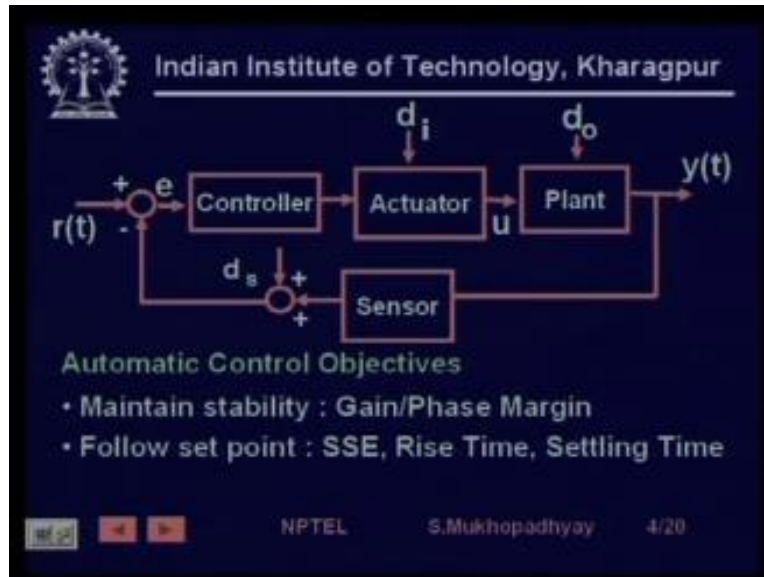 Indian Institute of Technology, Kharagpur
d i
d o
y(t)
+
e
Controller
Actuator
Plant
r(t)
-
u
d s
+
+
Sensor
Automatic Control Objectives
• Maintain stability : Gain/Phase Margin
• Follow set point : SSE, Rise Time, Settling Time
NPTEL
S.Mukhopadhyay
4/20